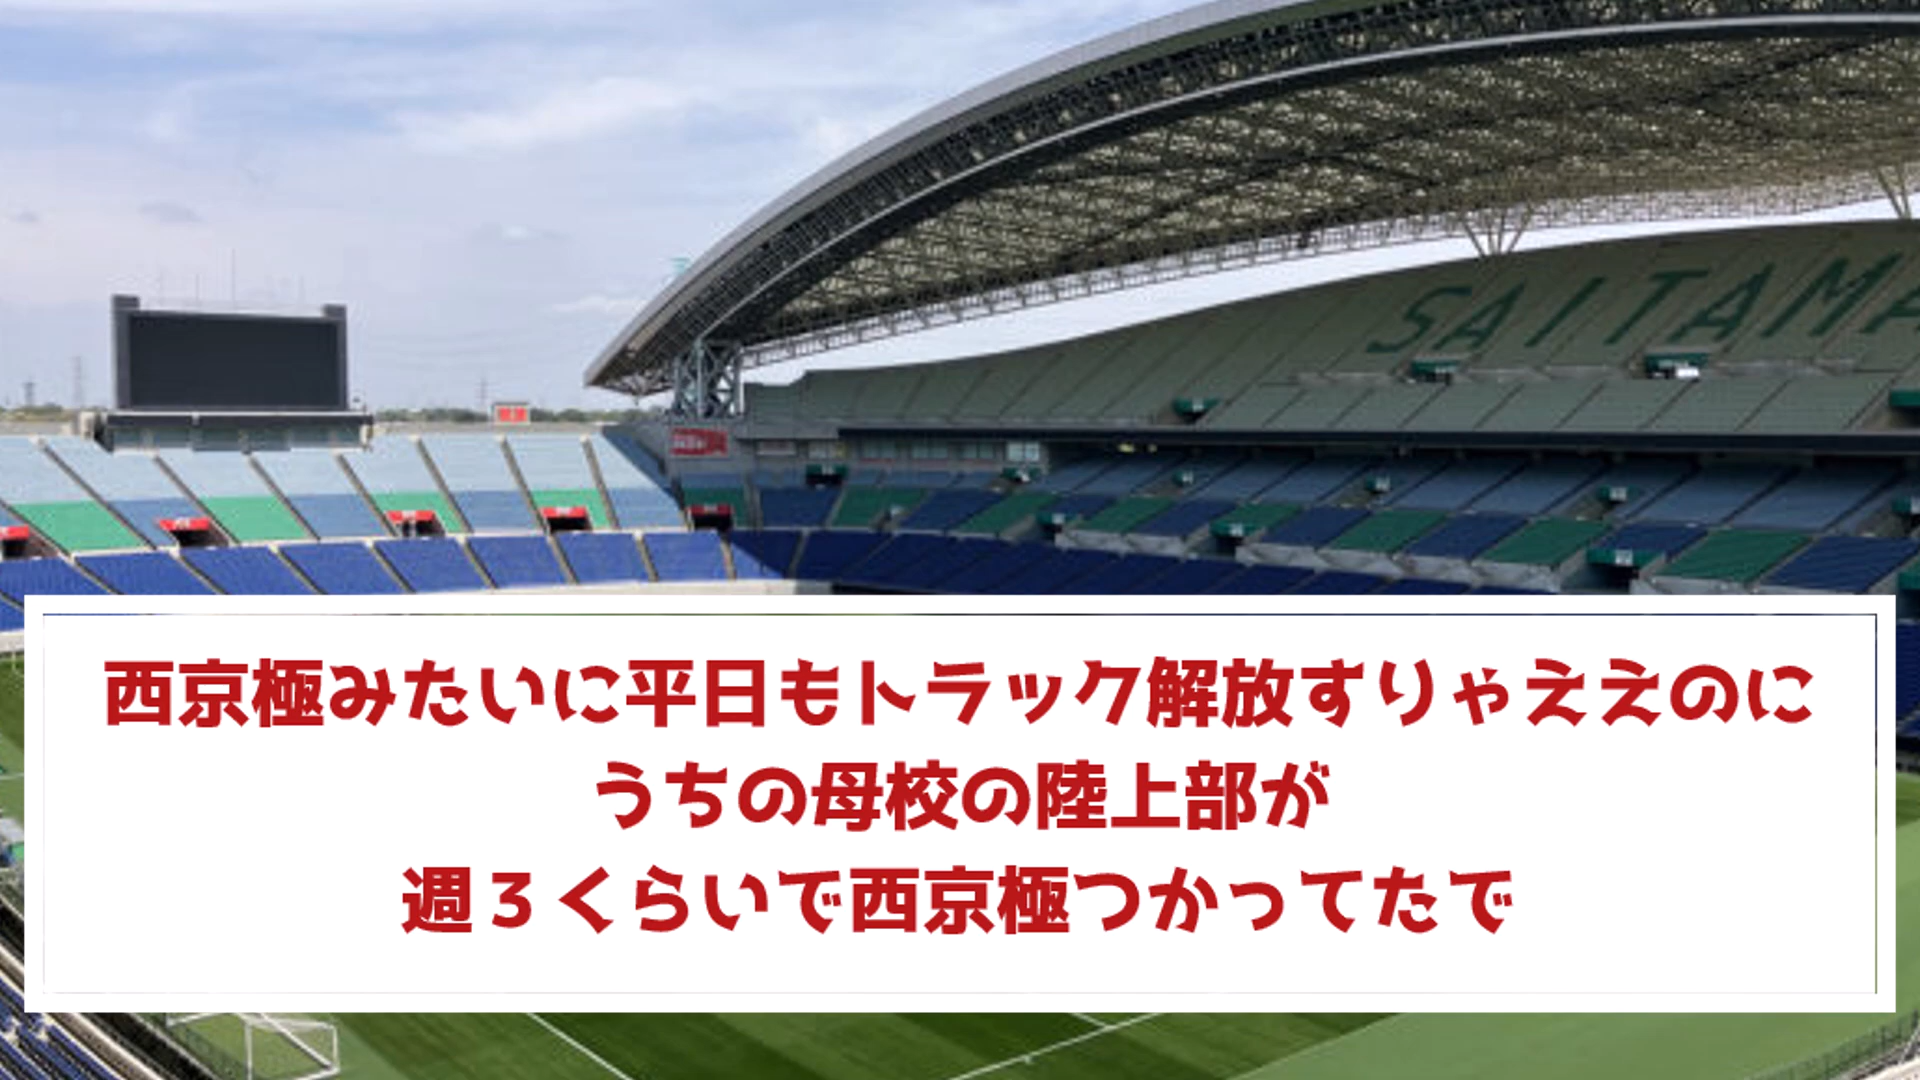 SAITAMA
西京極みたいに平日もトラック解放すりゃええのに
うちの母校の陸上部が
週３くらいで西京極つかってたで